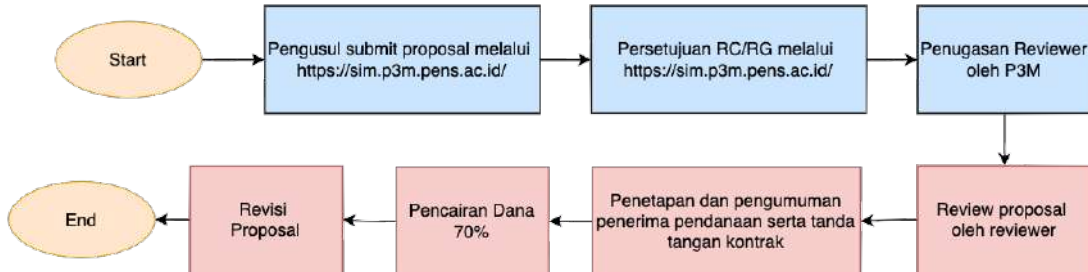 Start
Pengusul submit proposal melalui
https://sim.p3m.pens.ac.id/
Persetujuan RC/RG melalui
https://sim.p3m.pens.ac.id/
Penugasan Reviewer
oleh P3M
Review proposal
oleh reviewer
Penetapan dan pengumuman
penerima pendanaan serta tanda
tangan kontrak
Pencairan Dana
70%
Revisi
Proposal
End